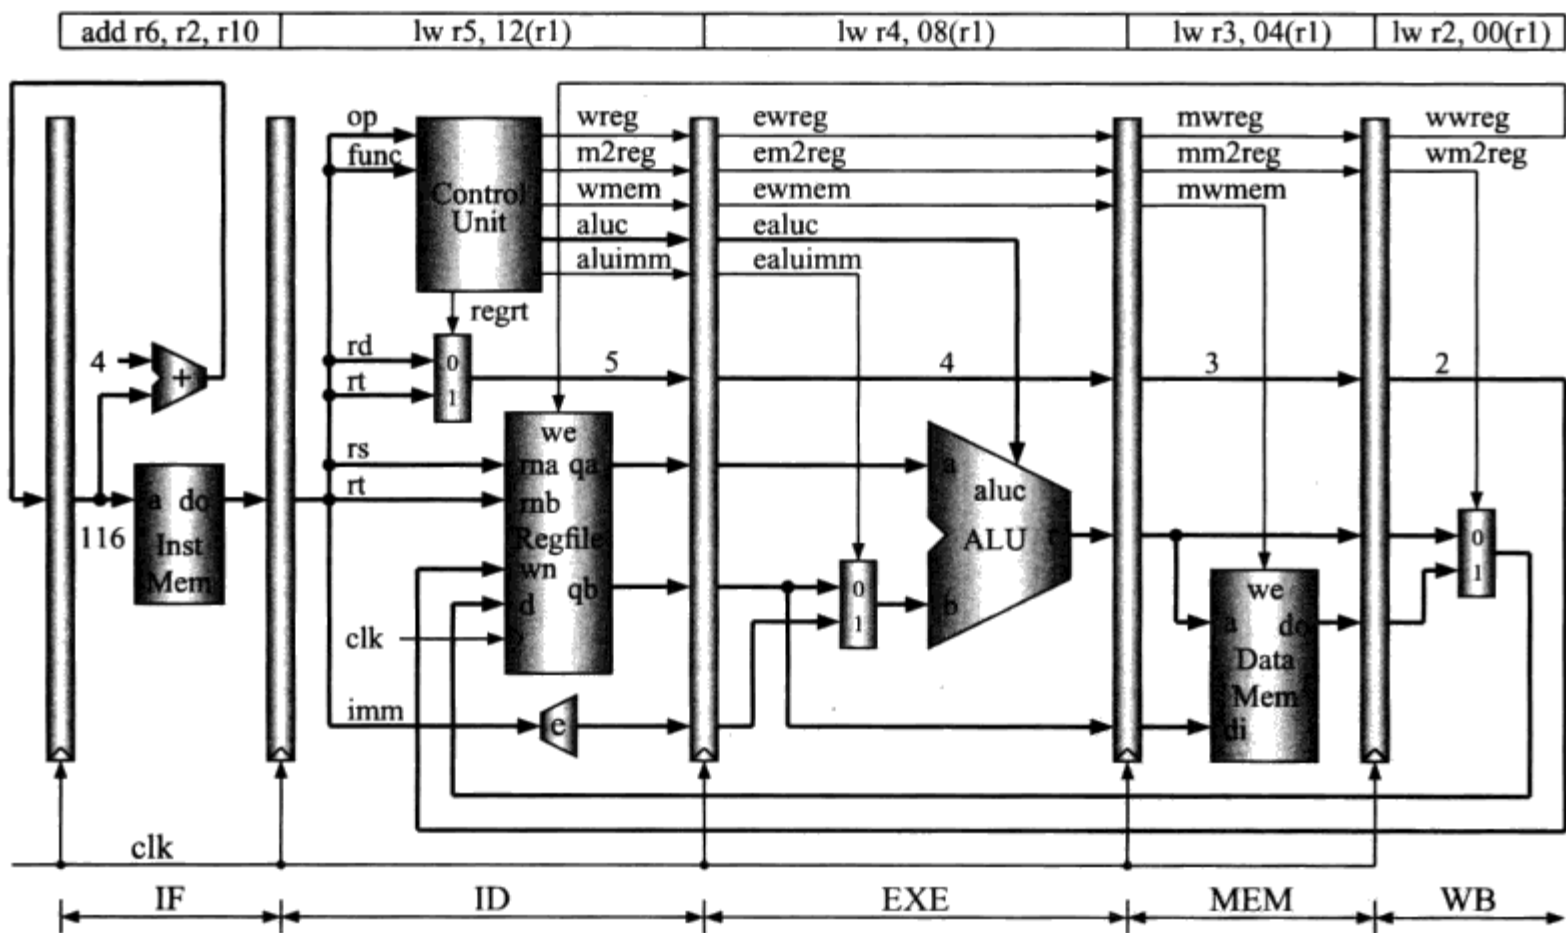 add r6, r2, r10 lw r5, 12(r1) lw r4, 08(r1) lw r3, 04(r1) lw r2, 00(r1)
op wreg ewreg mwreg wwreg
func m2reg em2reg mm2reg wm2reg
Control Unit
wmem ewmem mwmem
aluc ealuc
aluimm ealuimm
regrt
4 + rd 0 5 4 3 2
rt 1
we
rs rna qa a
rt rnb aluc
a do
116 Inst Mem
Regfile ALU r 0
wn qb 0 we 1
d b
clk 1 a do
Data Mem
imm e di
clk
IF ID EXE MEM WB